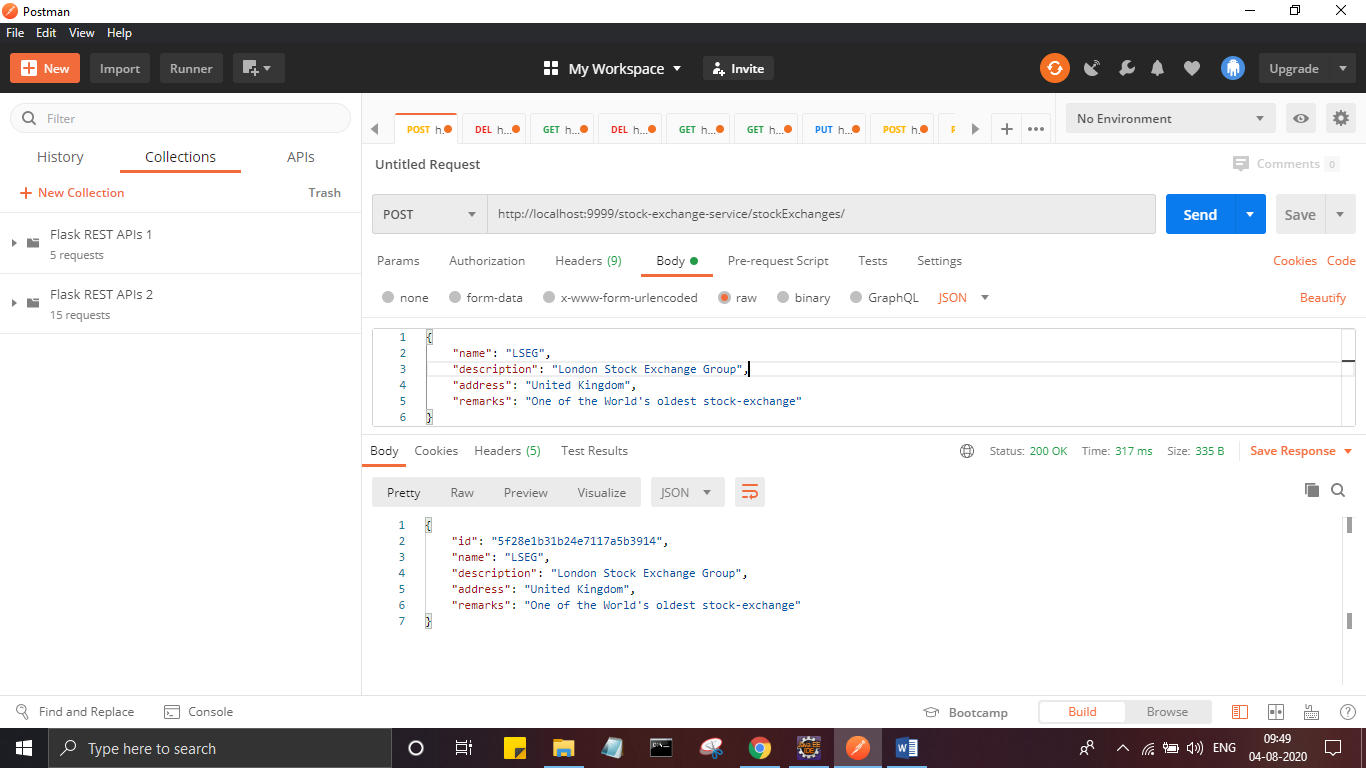 Postman
File Edit View Help
New Import Runner My Workspace Invite Upgrade
Filter
History Collections APIs
New Collection Trash
Flask REST APIs 1
5 requests
Flask REST APIs 2
15 requests
POST h. DEL h... GET h... DEL h... GET h... GET h... PUT h... POST h. No Environment
Untitled Request Comments 0
POST http://localhost:9999/stock-exchange-service/stockExchanges/ Send Save
Params Authorization Headers (9) Body Pre-request Script Tests Settings Cookies Code
none form-data x-www-form-urlencoded raw binary GraphQL JSON Beautify
1 {
2 "name": "LSEG",
3 "description": "London Stock Exchange Group",
4 "address": "United Kingdom",
5 "remarks": "One of the World's oldest stock-exchange"
6 }
Body Cookies Headers (5) Test Results Status: 200 OK Time: 317 ms Size: 335 B Save Response
Pretty Raw Preview Visualize JSON
1 {
2 "id": "5f28e1b31b24e7117a5b3914",
3 "name": "LSEG",
4 "description": "London Stock Exchange Group",
5 "address": "United Kingdom",
6 "remarks": "One of the World's oldest stock-exchange"
7 }
Find and Replace Console Bootcamp Build Browse
Type here to search ENG 09:49
04-08-2020